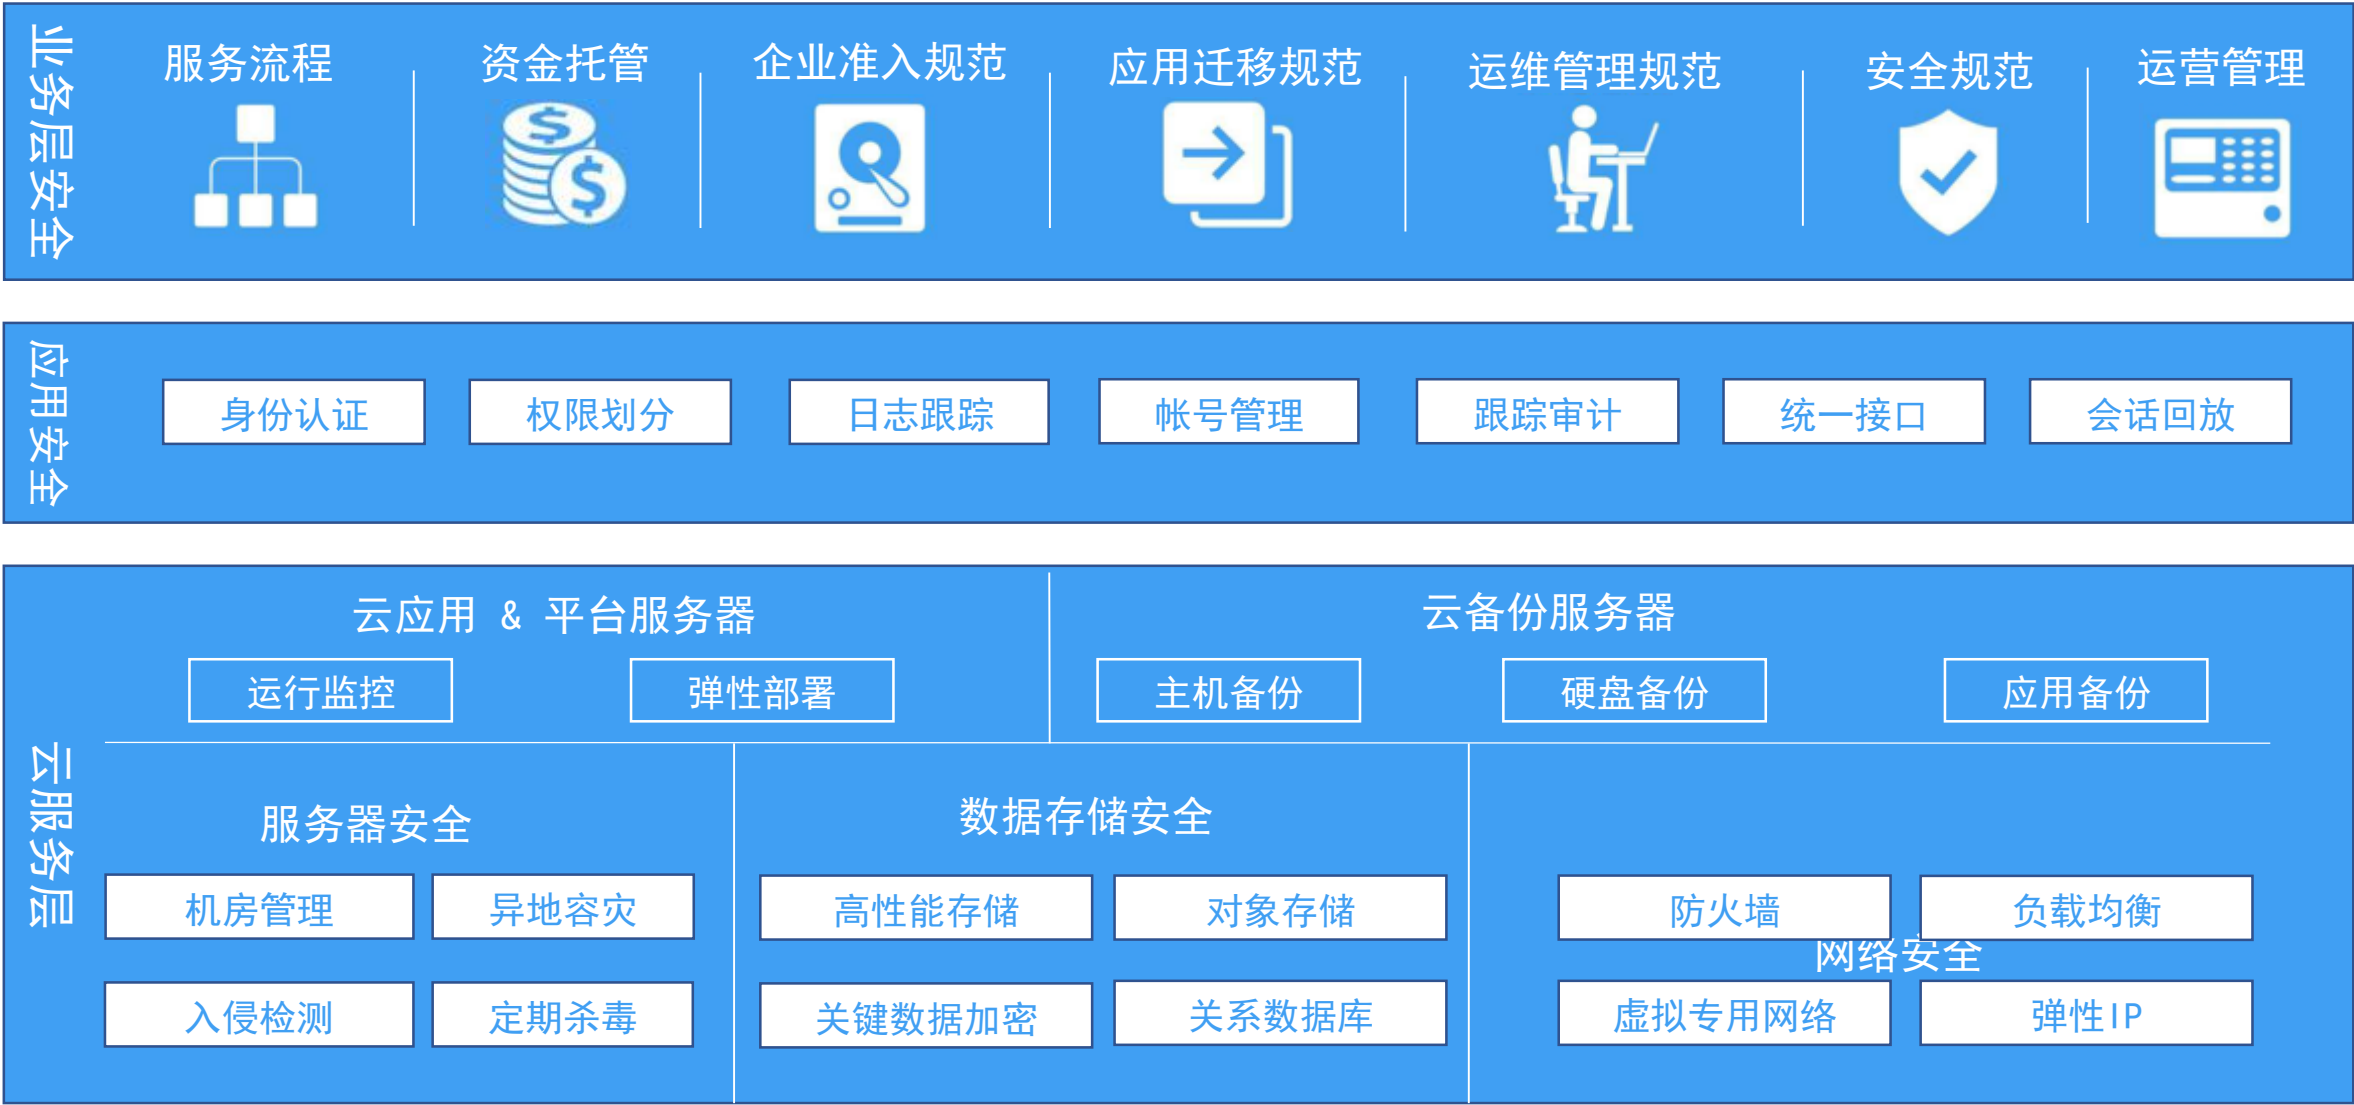 业务层安全
服务流程
资金托管
企业准入规范
应用迁移规范
运维管理规范
安全规范
运营管理
应用安全
身份认证
权限划分
日志跟踪
帐号管理
跟踪审计
统一接口
会话回放
云服务层
云应用 & 平台服务器
运行监控
弹性部署
云备份服务器
主机备份
硬盘备份
应用备份
服务器安全
机房管理
异地容灾
入侵检测
定期杀毒
数据存储安全
高性能存储
对象存储
关键数据加密
关系数据库
防火墙
负载均衡
网络安全
虚拟专用网络
弹性IP